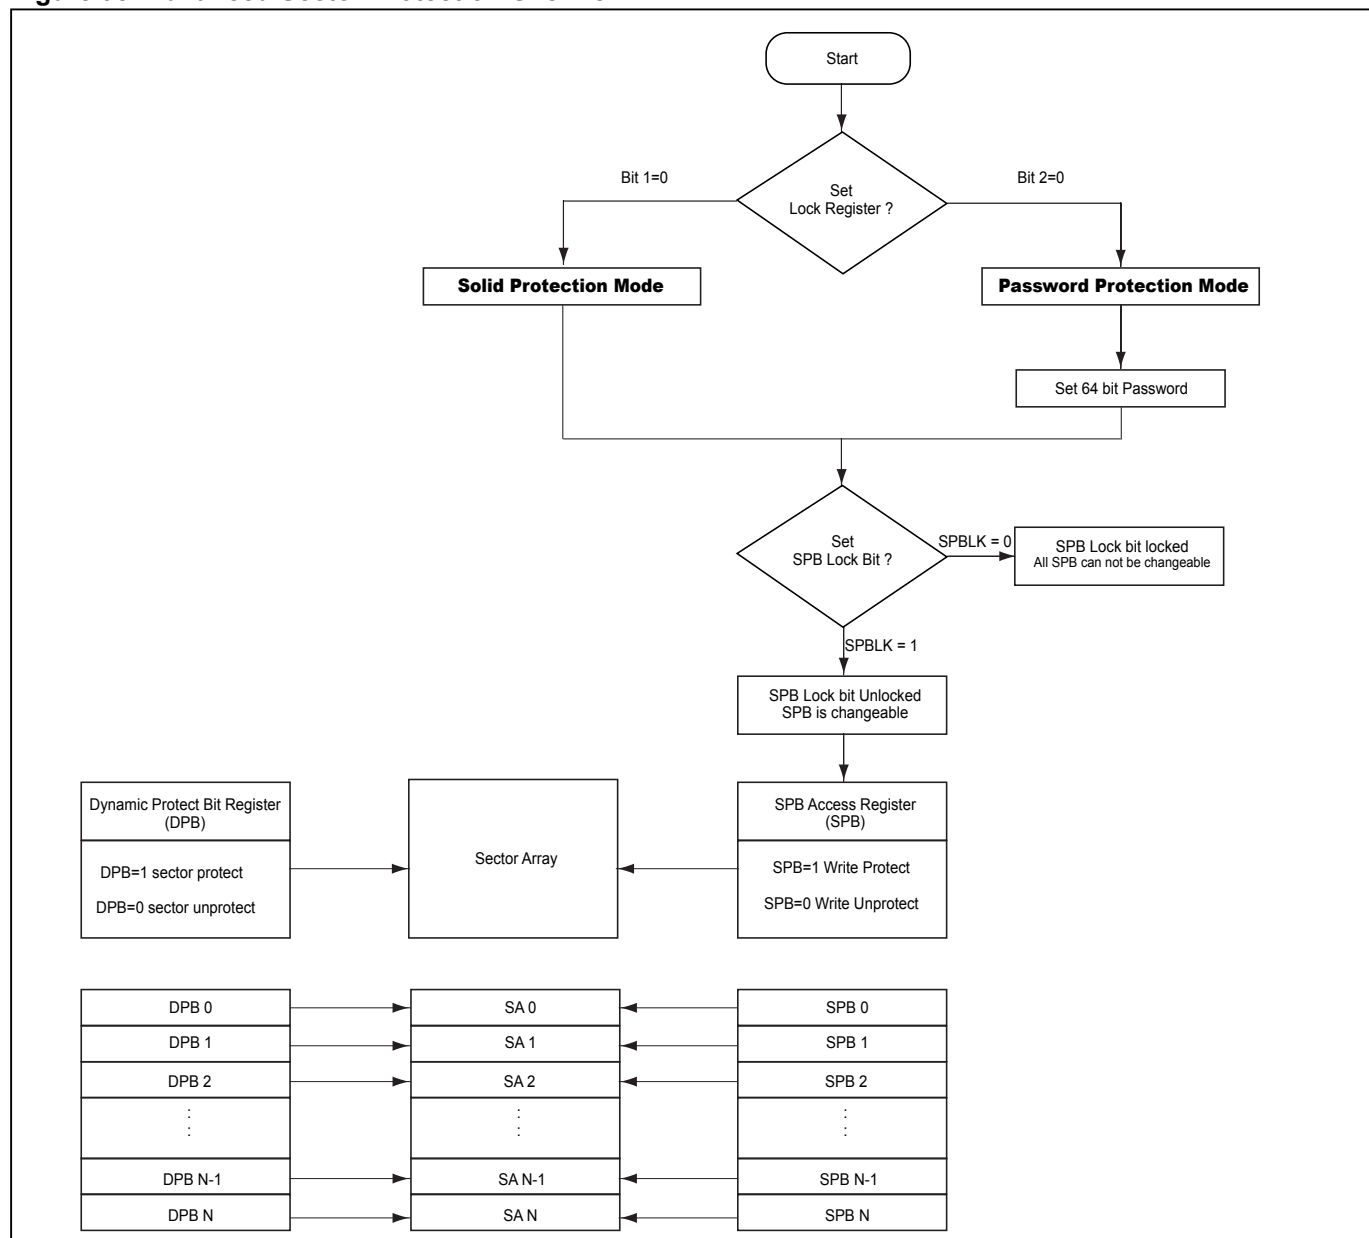 Start
Set
Lock Register ?
Bit 1=0
Bit 2=0
Solid Protection Mode
Password Protection Mode
Set 64 bit Password
Set
SPB Lock Bit ?
SPBLK = 0
SPB Lock bit locked
All SPB can not be changeable
SPBLK = 1
SPB Lock bit Unlocked
SPB is changeable
Dynamic Protect Bit Register
(DPB)
DPB=1 sector protect
DPB=0 sector unprotect
Sector Array
SPB Access Register
(SPB)
SPB=1 Write Protect
SPB=0 Write Unprotect
DPB 0
SA 0
SPB 0
DPB 1
SA 1
SPB 1
DPB 2
SA 2
SPB 2
DPB N-1
SA N-1
SPB N-1
DPB N
SA N
SPB N